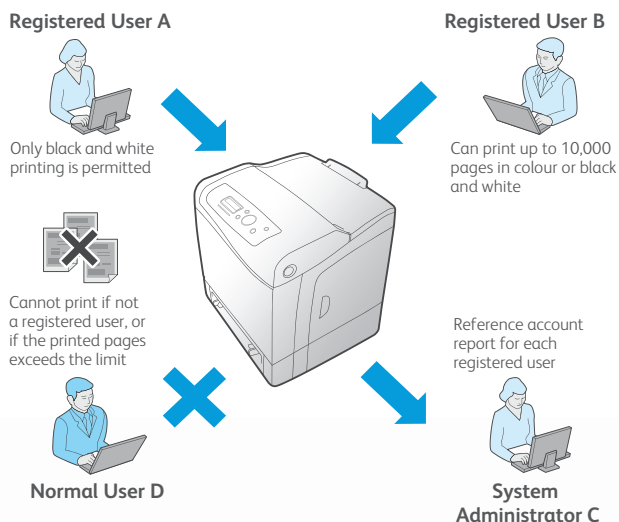 Registered User A
Only black and white
printing is permitted
Registered User B
Can print up to 10,000
pages in colour or black
and white
Cannot print if not
a registered user, or
if the printed pages
exceeds the limit
Normal User D
Reference account
report for each
registered user
System
Administrator C